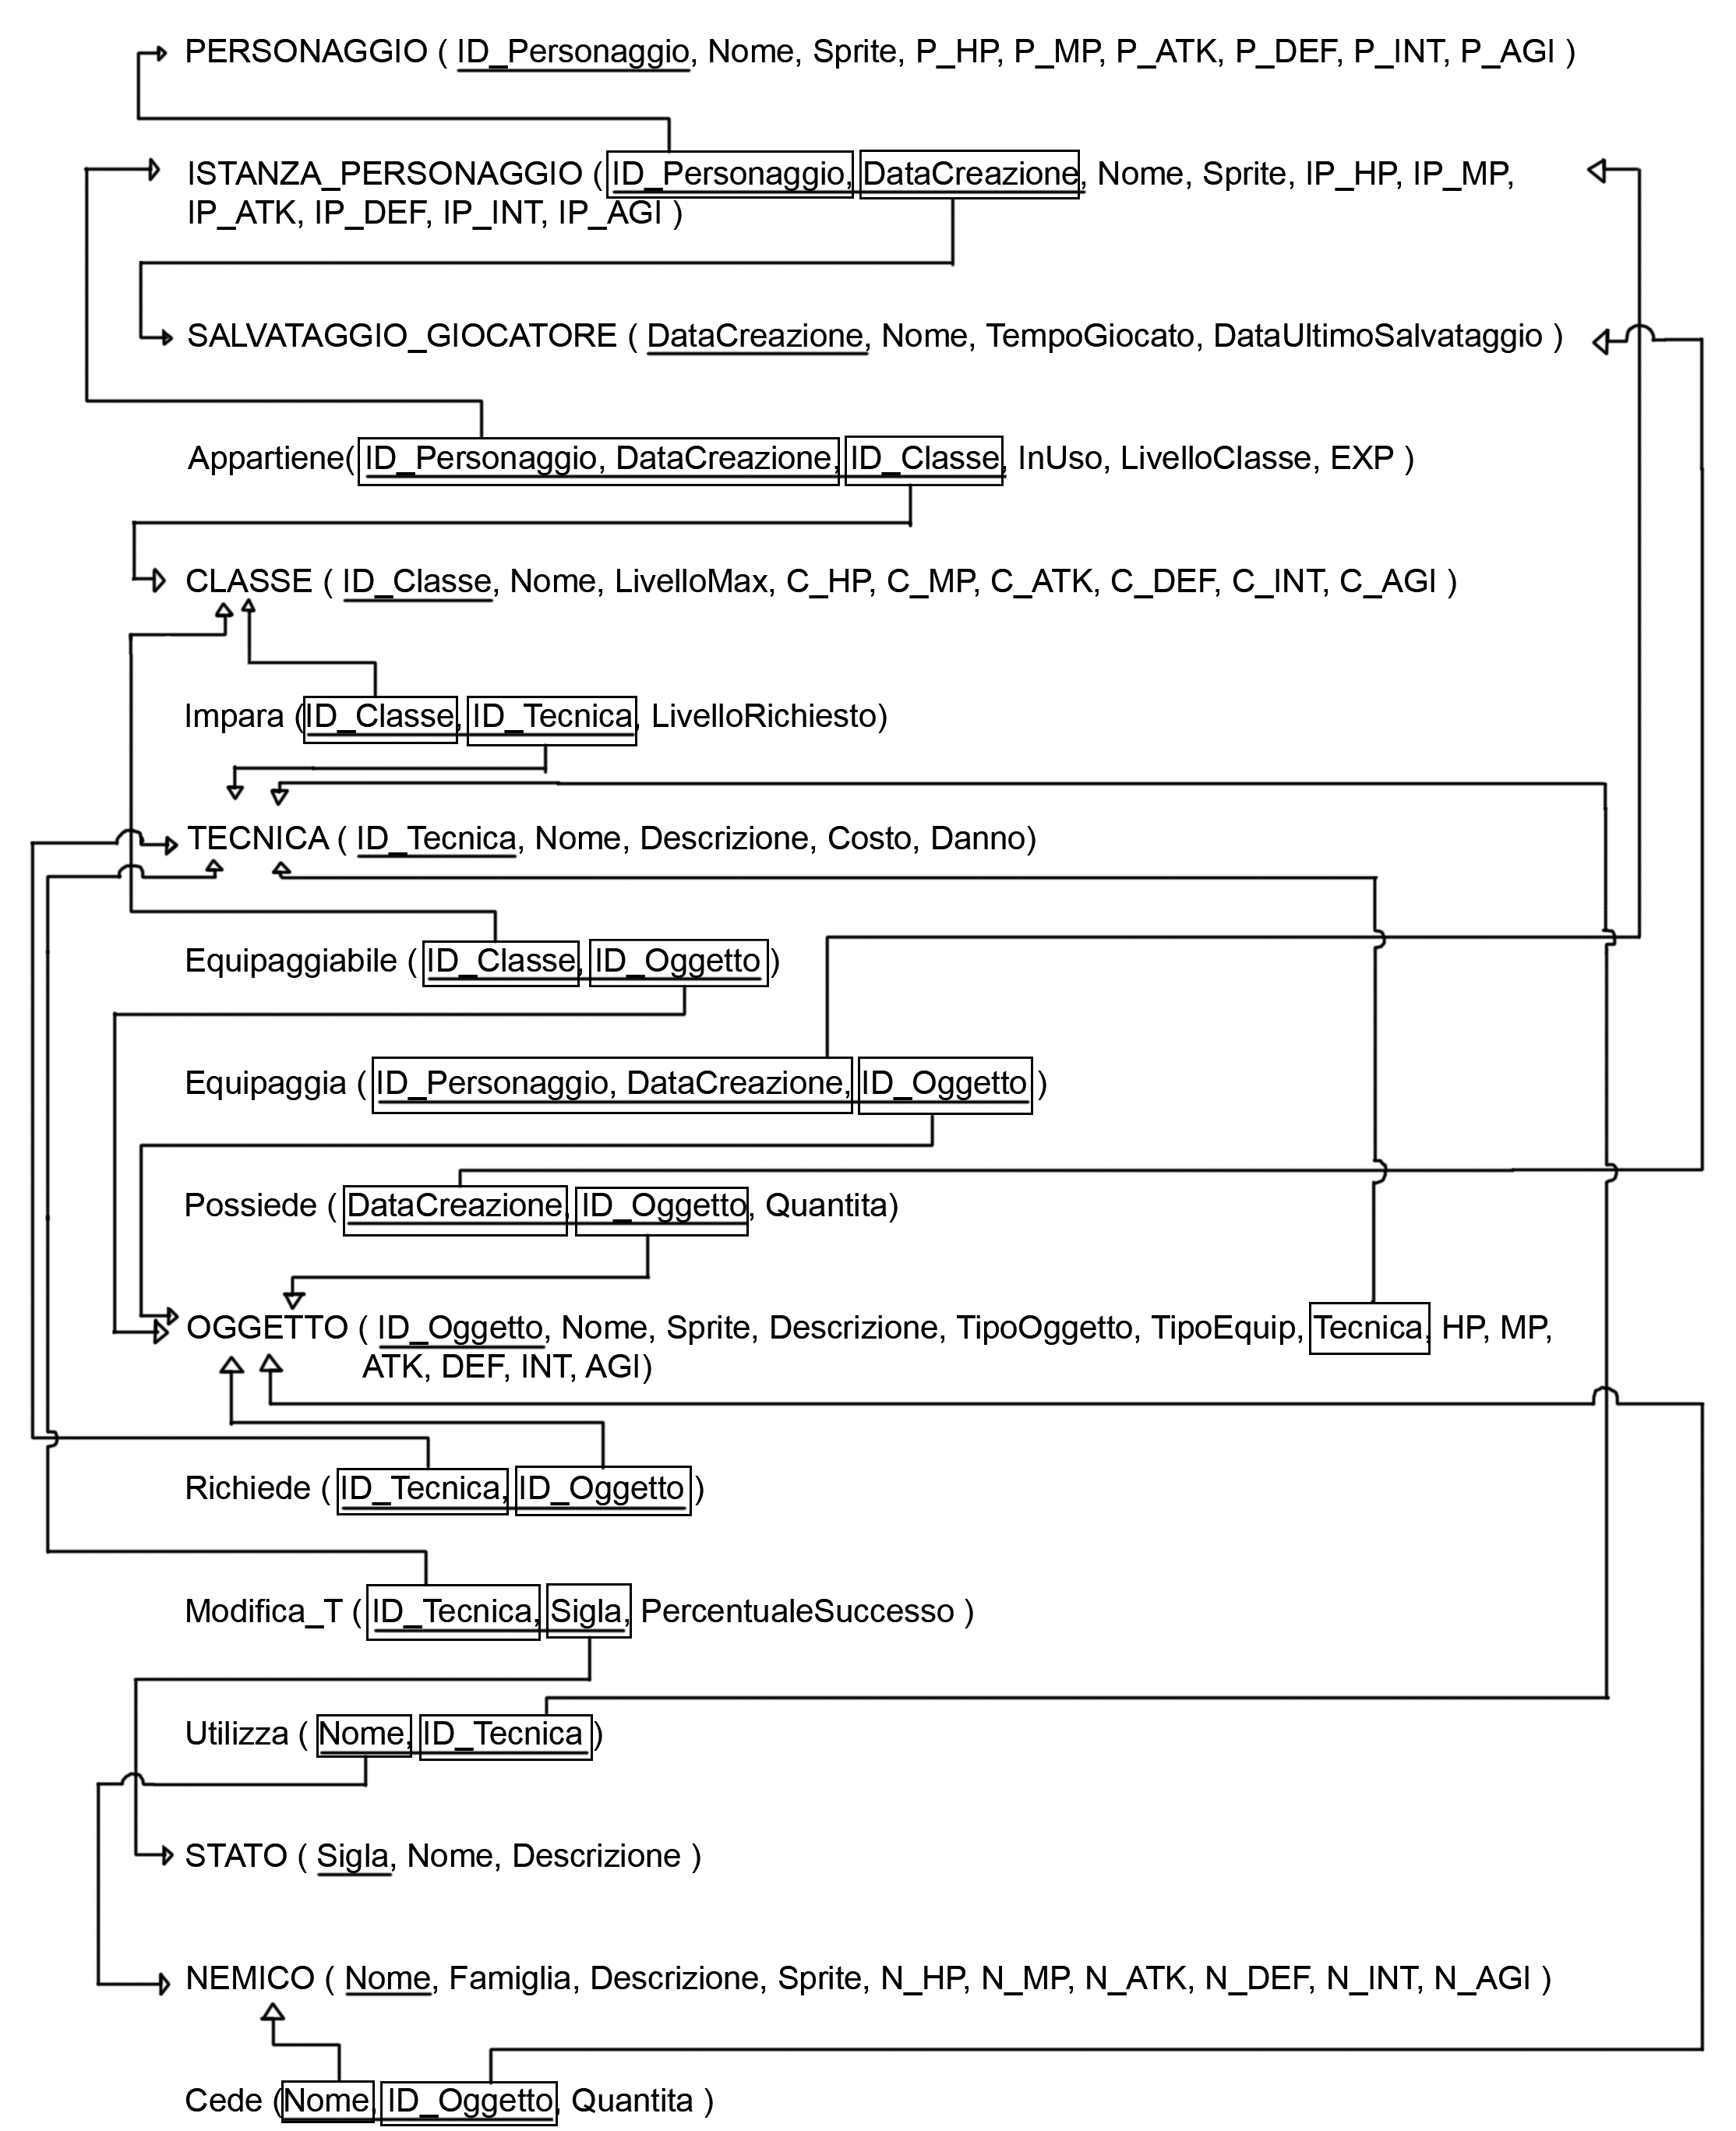 PERSONAGGIO ( ID_Personaggio, Nome, Sprite, P_HP, P_MP, P_ATK, P_DEF, P_INT, P_AGI )
ISTANZA_PERSONAGGIO ( ID_Personaggio, DataCreazione, Nome, Sprite, IP_HP, IP_MP,
IP_ATK, IP_DEF, IP_INT, IP_AGI )
SALVATAGGIO_GIOCATORE ( DataCreazione, Nome, TempoGiocato, DataUltimoSalvataggio )
Appartiene( ID_Personaggio, DataCreazione, ID_Classe, InUso, LivelloClasse, EXP )
CLASSE ( ID_Classe, Nome, LivelloMax, C_HP, C_MP, C_ATK, C_DEF, C_INT, C_AGI )
Impara (ID_Classe, ID_Tecnica, LivelloRichiesto)
TECNICA ( ID_Tecnica, Nome, Descrizione, Costo, Danno)
Equipaggiabile ( ID_Classe, ID_Oggetto )
Equipaggia ( ID_Personaggio, DataCreazione, ID_Oggetto )
Possiede ( DataCreazione, ID_Oggetto, Quantita)
OGGETTO ( ID_Oggetto, Nome, Sprite, Descrizione, TipoOggetto, TipoEquip, Tecnica, HP, MP,
ATK, DEF, INT, AGI)
Richiede ( ID_Tecnica, ID_Oggetto )
Modifica_T ( ID_Tecnica, Sigla, PercentualeSuccesso )
Utilizza ( Nome, ID_Tecnica )
STATO ( Sigla, Nome, Descrizione )
NEMICO ( Nome, Famiglia, Descrizione, Sprite, N_HP, N_MP, N_ATK, N_DEF, N_INT, N_AGI )
Cede (Nome, ID_Oggetto, Quantita )